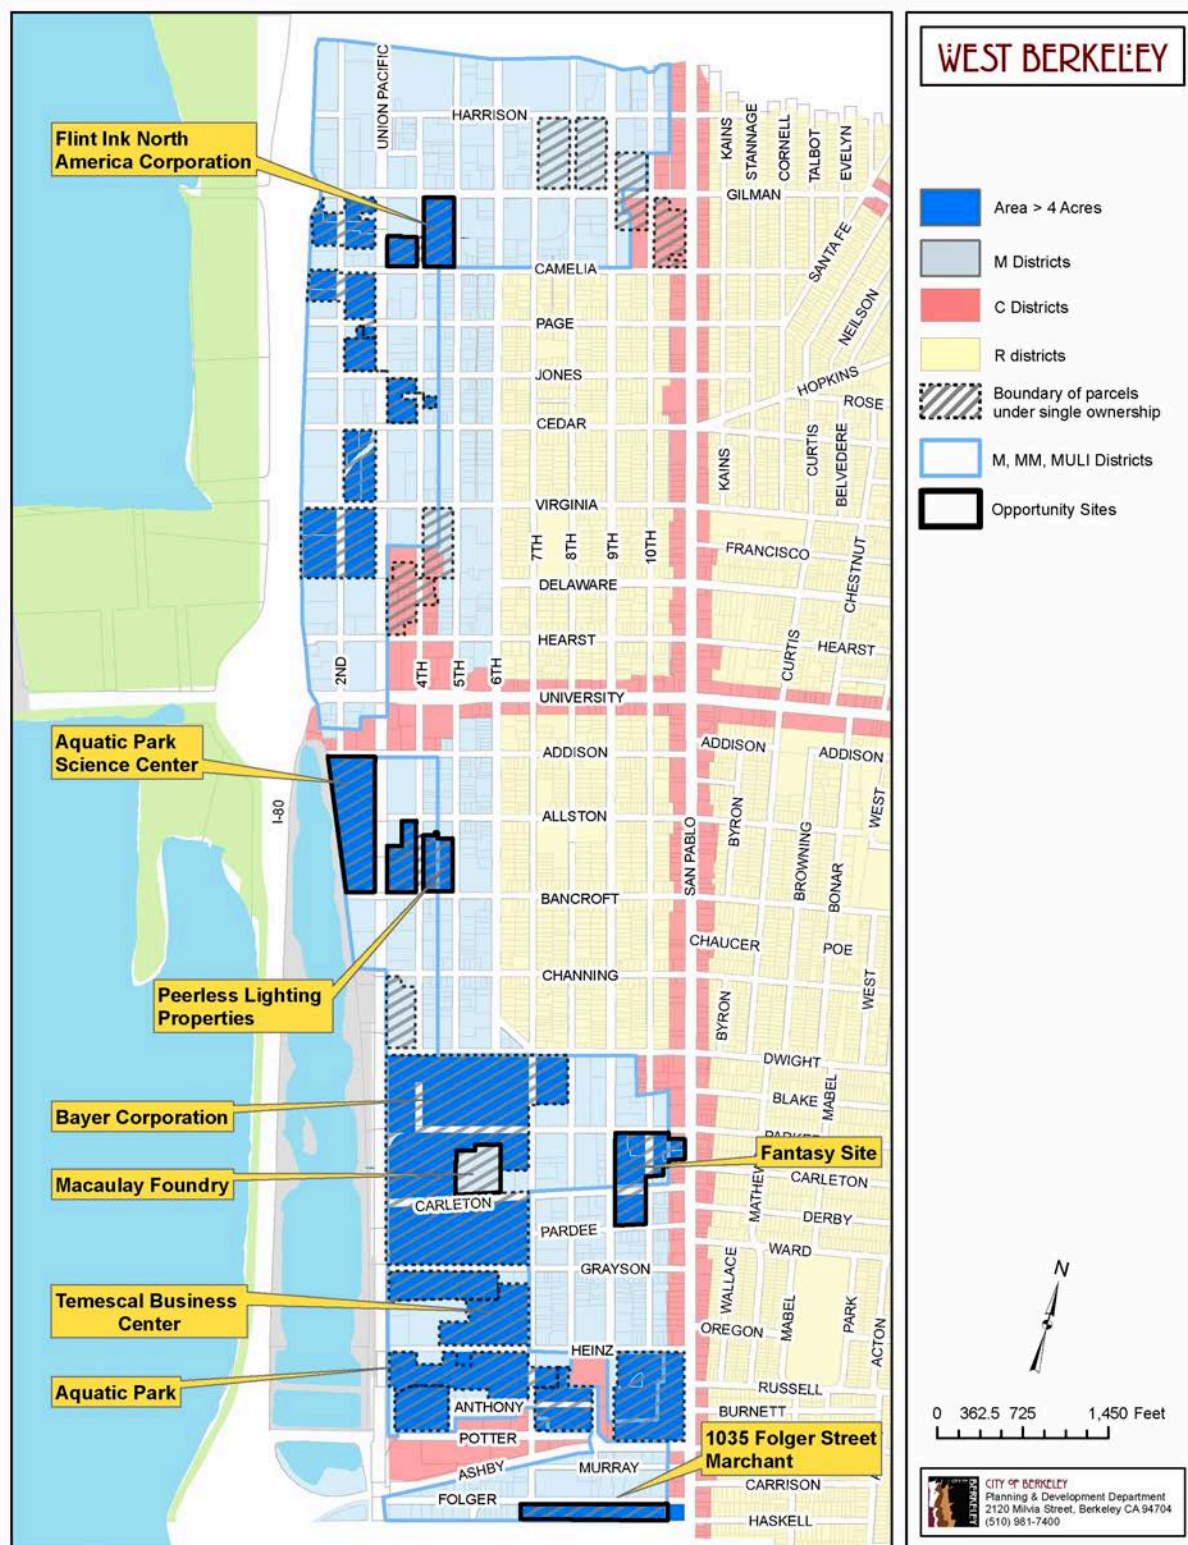 WEST BERKELEY
Area > 4 Acres
M Districts
C Districts
R districts
Boundary of parcels
under single ownership
M, MM, MULI Districts
Opportunity Sites
UNION PACIFIC
HARRISON
Flint Ink North
America Corporation
KAINS
STANNAGE
CORNELL
TALBOT
EVELYN
GILMAN
SANTA FE
CAMELIA
NEILSON
PAGE
JONES
HOPKINS
ROSE
CEDAR
KAINS
CURTIS
BELVEDERE
VIRGINIA
7TH
8TH
9TH
10TH
FRANCISCO
CHESTNUT
DELAWARE
HEARST
CURTIS
HEARST
2ND
4TH
5TH
6TH
UNIVERSITY
Aquatic Park
Science Center
ADDISON
ADDISON
ADDISON
I-80
ALLSTON
SAN PABLO
BYRON
BROWNING
BONAR
WEST
BANCROFT
CHAUCER
POE
Peerless Lighting
Properties
CHANNING
BYRON
WEST
DWIGHT
Bayer Corporation
BLAKE
MABEL
Fantasy Site
Macaulay Foundry
CARLETON
CARLETON
DERBY
PARDEE
WARD
GRAYSON
WALLACE
Temescal Business
Center
OREGON
MABEL
PARK
ACTON
HEINZ
Aquatic Park
RUSSELL
ANTHONY
BURNETT
POTTER
1035 Folger Street
Marchant
ASHBY
MURRAY
CARRISON
FOLGER
HASKELL
N
0 362.5 725 1,450 Feet
BERKELEY
CITY OF BERKELEY
Planning & Development Department
2120 Milvia Street, Berkeley CA 94704
(510) 981-7400